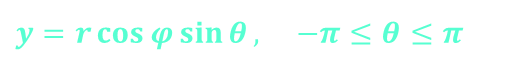 y = r cos φ sin θ , −π ≤ θ ≤ π